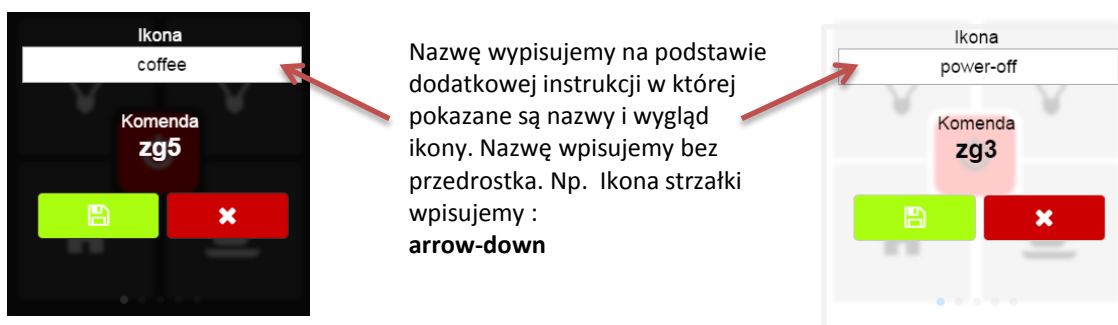 Ikona
coffee
Komenda
zg5
Nazwę wypisujemy na podstawie
dodatkowej instrukcji w której
pokazane są nazwy i wygląd
ikony. Nazwę wpisujemy bez
przedrostka. Np.  Ikona strzałki
wpisujemy :
arrow-down
Ikona
power-off
Komenda
zg3